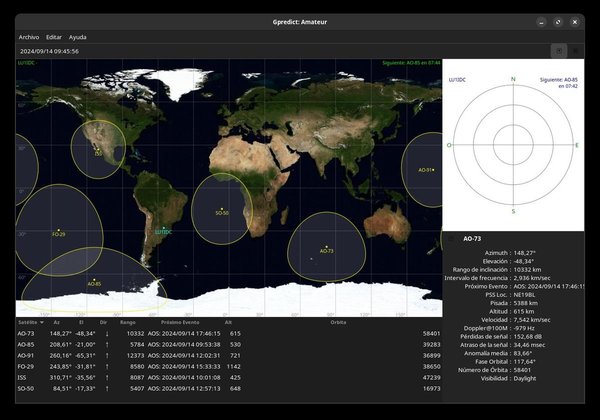 Gpredict: Amateur
Archivo Editar Ayuda
2024/09/14 09:45:56
LU1IDC Siguiente: AO-85 en 07:44
ISS
AO-91
SO-50
FO-29
LU1IDC
AO-73
AO-85
LU1IDC N Siguiente: AO-85
en 07:42
O E
S
AO-73
Azimuth : 148,27°
Elevación : -48,34°
Rango de inclinación : 10332 km
Intervalo de frecuencia : 2,936 km/sec
Próximo Evento : AOS: 2024/09/14 17:46:15
PSS Loc. : NE19BL
Pisada : 5388 km
Altitud : 615 km
Velocidad : 7,542 km/sec
Doppler@100M : -979 Hz
Pérdidas de señal : 152,68 dB
Atraso de la señal : 34,46 msec
Anomalía media : 83,66°
Fase Orbital : 117,64°
Número de Órbita : 58401
Visibilidad : Daylight
Satélite Az El Dir Rango Próximo Evento Alt Órbita
AO-73 148,27° -48,34° ↓ 10332 AOS: 2024/09/14 17:46:15 615 58401
AO-85 208,61° -21,00° ↑ 5784 AOS: 2024/09/14 09:53:38 530 39283
AO-91 260,16° -65,31° ↑ 12373 AOS: 2024/09/14 12:02:31 721 36899
FO-29 243,85° -31,81° ↑ 8580 AOS: 2024/09/14 15:33:33 1142 38650
ISS 310,71° -35,56° ↑ 8087 AOS: 2024/09/14 10:01:08 425 47239
SO-50 84,51° -17,33° ↓ 5407 AOS: 2024/09/14 12:57:13 648 16973